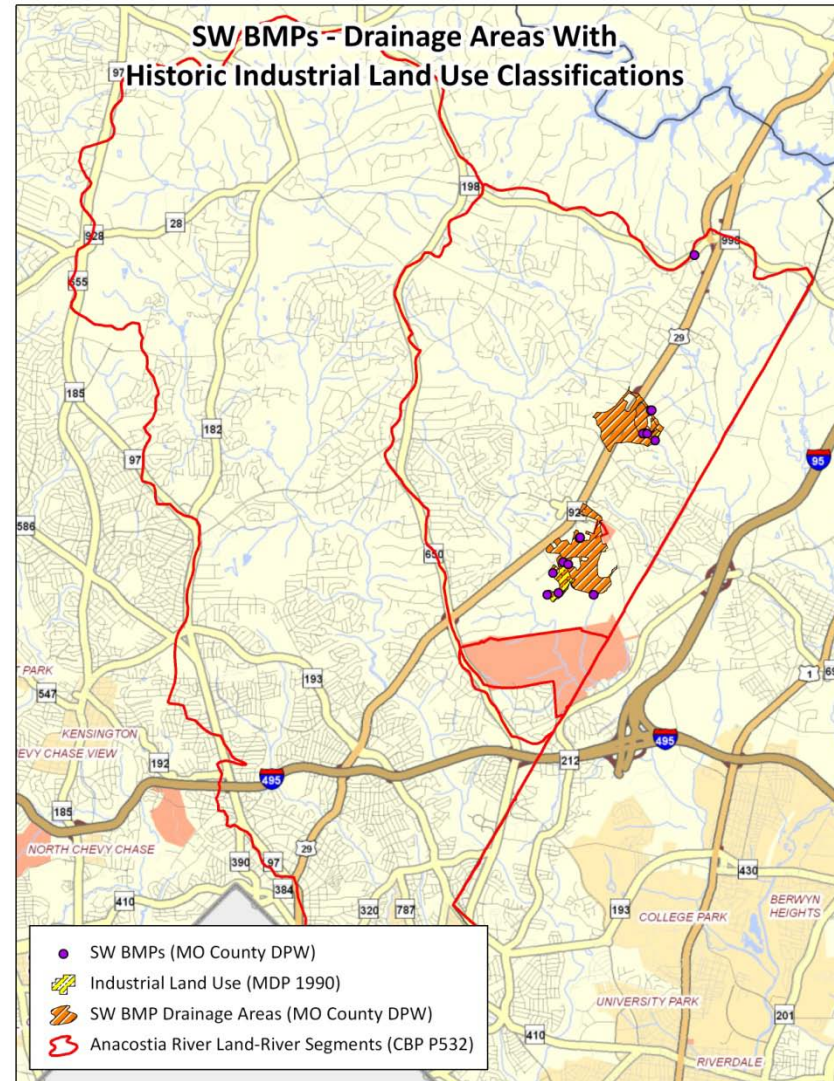 SW BMPs - Drainage Areas With
Historic Industrial Land Use Classifications
97
198
28
928
998
655
29
185
182
97
95
586
650
193
1
547
KENSINGTON
CHEVY CHASE VIEW
192
212
495
495
185
NORTH CHEVY CHASE
29
390
97
430
384
410
320
787
193
BERWYN
HEIGHTS
COLLEGE PARK
SW BMPs (MO County DPW)
Industrial Land Use (MDP 1990)
UNIVERSITY PARK
201
SW BMP Drainage Areas (MO County DPW)
410
Anacostia River Land-River Segments (CBP P532)
RIVERDALE